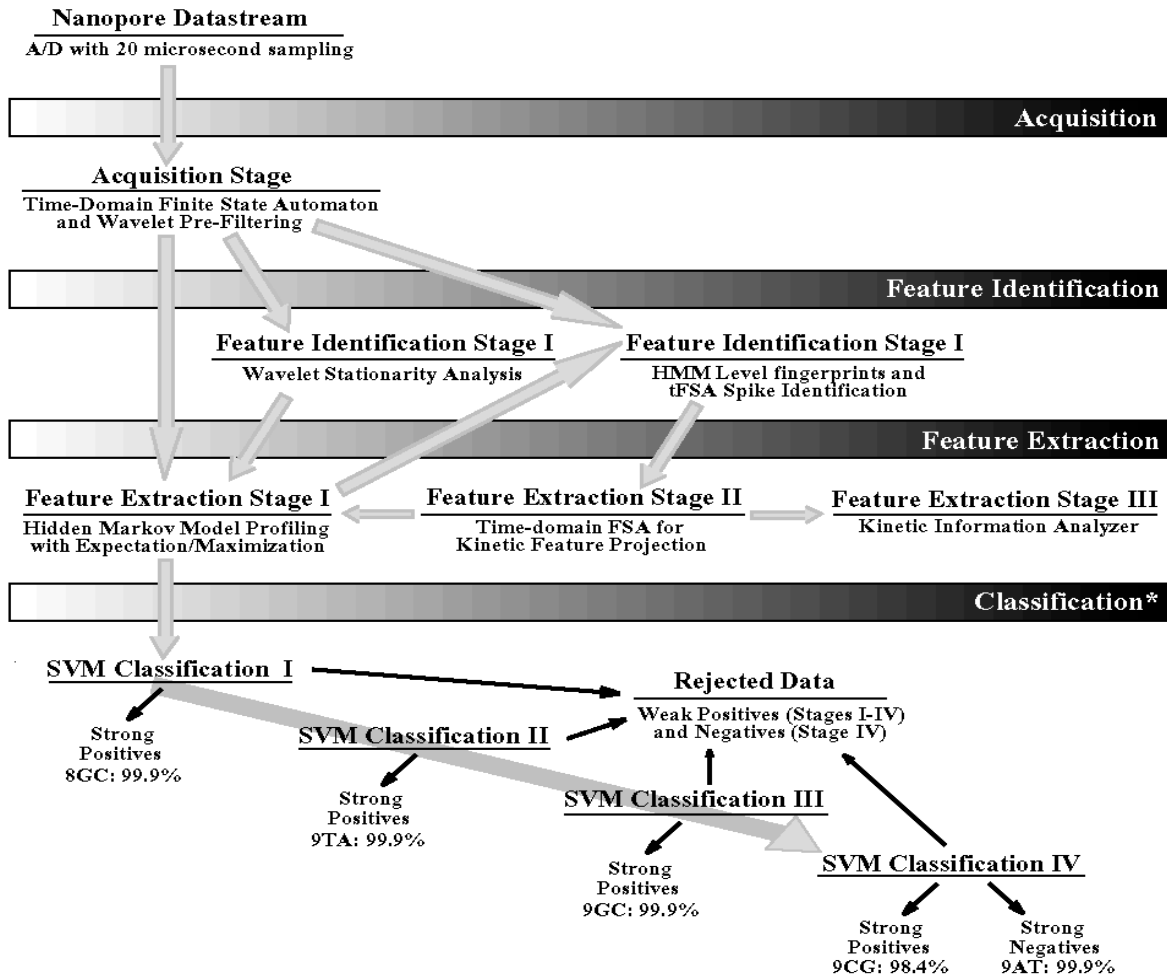 Nanopore Datastream
A/D with 20 microsecond sampling
Acquisition
Acquisition Stage
Time-Domain Finite State Automaton
and Wavelet Pre-Filtering
Feature Identification
Feature Identification Stage I
Wavelet Stationarity Analysis
Feature Identification Stage I
HMM Level fingerprints and
tFSA Spike Identification
Feature Extraction
Feature Extraction Stage I
Hidden Markov Model Profiling
with Expectation/Maximization
Feature Extraction Stage II
Time-domain FSA for
Kinetic Feature Projection
Feature Extraction Stage III
Kinetic Information Analyzer
Classification*
SVM Classification I
Strong
Positives
8GC: 99.9%
Rejected Data
Weak Positives (Stages I-IV)
and Negatives (Stage IV)
SVM Classification II
Strong
Positives
9TA: 99.9%
SVM Classification III
Strong
Positives
9GC: 99.9%
SVM Classification IV
Strong
Positives
9CG: 98.4%
Strong
Negatives
9AT: 99.9%